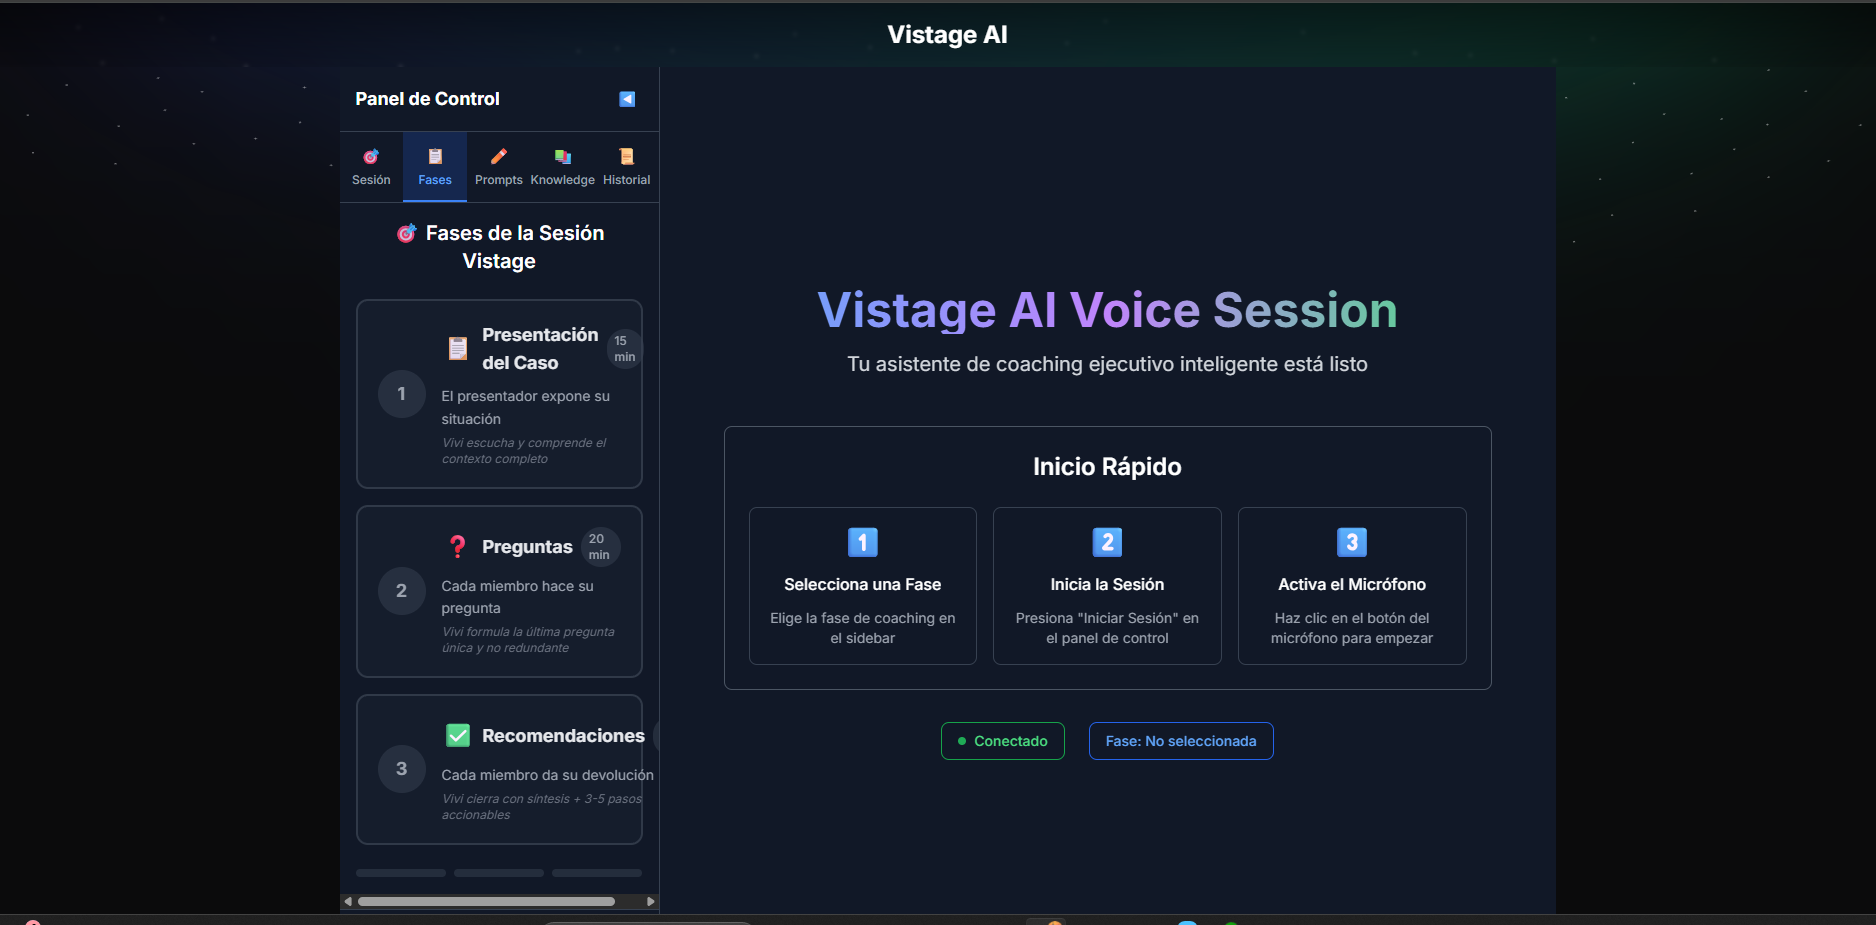 Vistage AI
Panel de Control
Sesión
Fases
Prompts
Knowledge
Historial
Fases de la Sesión
Vistage
1
Presentación
del Caso
15
min
El presentador expone su
situación
Vivi escucha y comprende el
contexto completo
2
Preguntas
20
min
Cada miembro hace su
pregunta
Vivi formula la última pregunta
única y no redundante
3
Recomendaciones
Cada miembro da su devolución
Vivi cierra con síntesis + 3-5 pasos
accionables
Vistage AI Voice Session
Tu asistente de coaching ejecutivo inteligente está listo
Inicio Rápido
1
Selecciona una Fase
Elige la fase de coaching en
el sidebar
2
Inicia la Sesión
Presiona "Iniciar Sesión" en
el panel de control
3
Activa el Micrófono
Haz clic en el botón del
micrófono para empezar
Conectado
Fase: No seleccionada